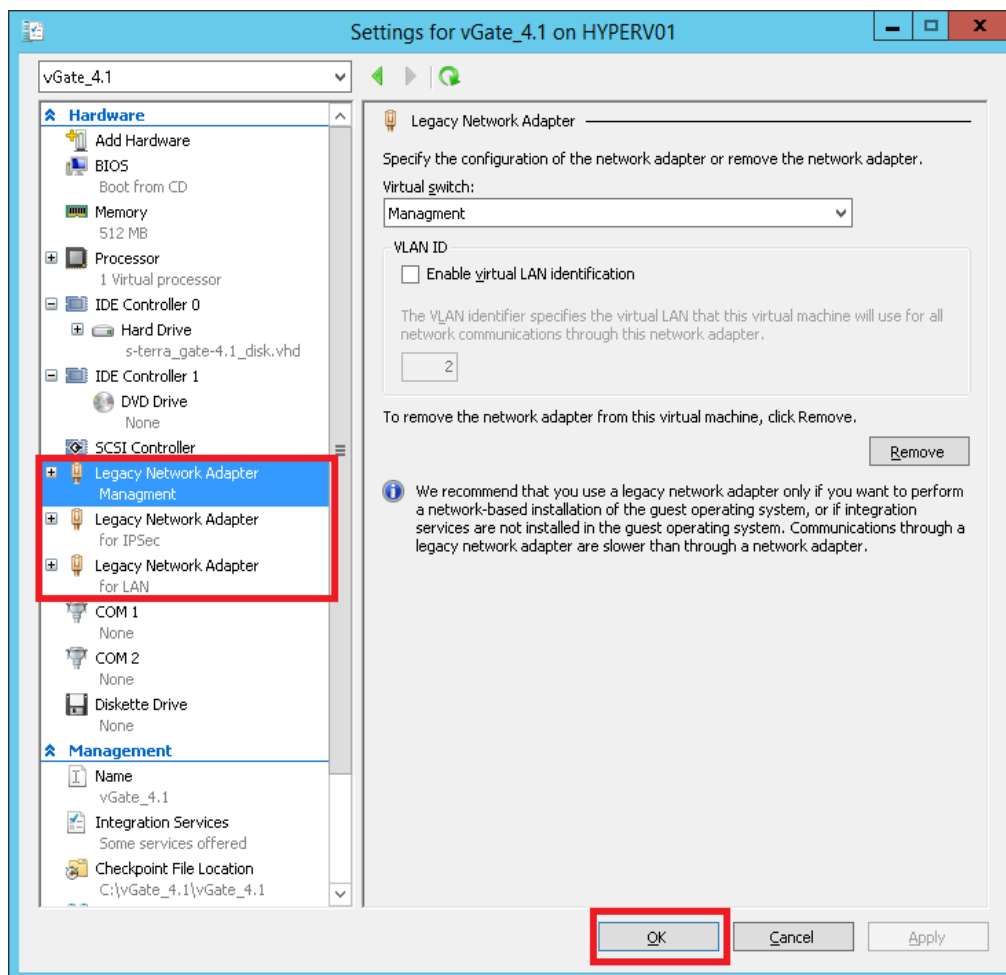 Settings for vGate_4.1 on HYPERV01
vGate_4.1
Hardware
Add Hardware
BIOS
Boot from CD
Memory
512 MB
Processor
1 Virtual processor
IDE Controller 0
Hard Drive
s-terra_gate-4.1_disk.vhd
IDE Controller 1
DVD Drive
None
SCSI Controller
Legacy Network Adapter
Managment
Legacy Network Adapter
for IPSec
Legacy Network Adapter
for LAN
COM 1
None
COM 2
None
Diskette Drive
None
Management
Name
vGate_4.1
Integration Services
Some services offered
Checkpoint File Location
C:\vGate_4.1\vGate_4.1
Legacy Network Adapter
Specify the configuration of the network adapter or remove the network adapter.
Virtual switch:
Managment
VLAN ID
Enable virtual LAN identification
The VLAN identifier specifies the virtual LAN that this virtual machine will use for all
network communications through this network adapter.
2
To remove the network adapter from this virtual machine, click Remove.
Remove
We recommend that you use a legacy network adapter only if you want to perform
a network-based installation of the guest operating system, or if integration
services are not installed in the guest operating system. Communications through a
legacy network adapter are slower than through a network adapter.
OK
Cancel
Apply